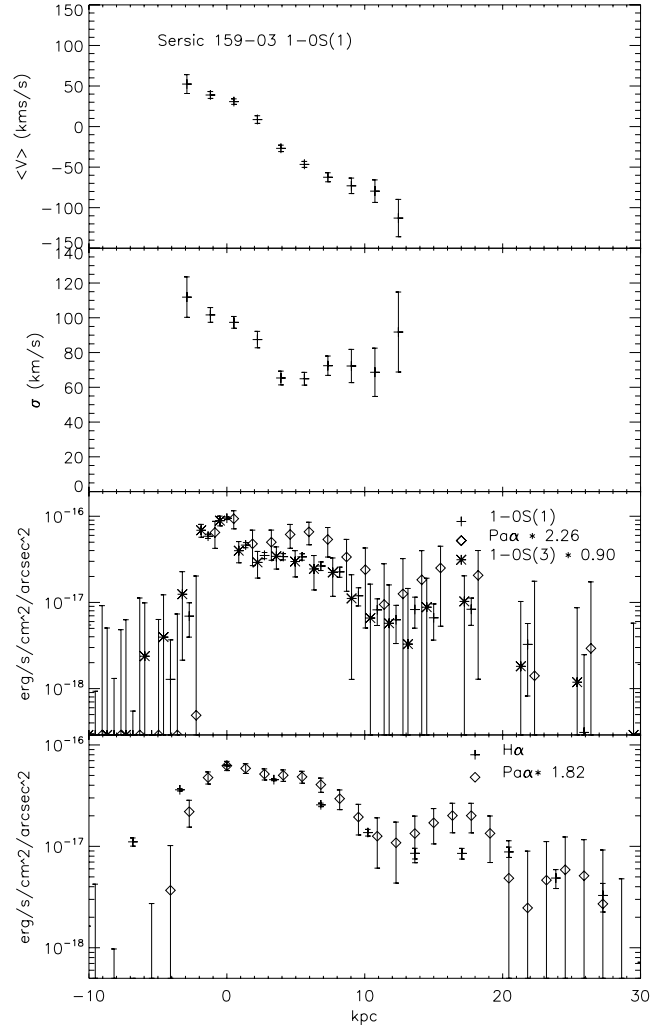 150
Sersic 159-03 1-0S(1)
100
50
0
-50
-100
-150
<V> (kms/s)
140
120
100
80
60
40
20
0
σ (km/s)
10^-16
10^-17
10^-18
erg/s/cm^2/arcsec^2
1-0S(1)
Paα * 2.26
1-0S(3) * 0.90
10^-16
10^-17
10^-18
erg/s/cm^2/arcsec^2
Hα
Paα* 1.82
-10 0 10 20 30
kpc